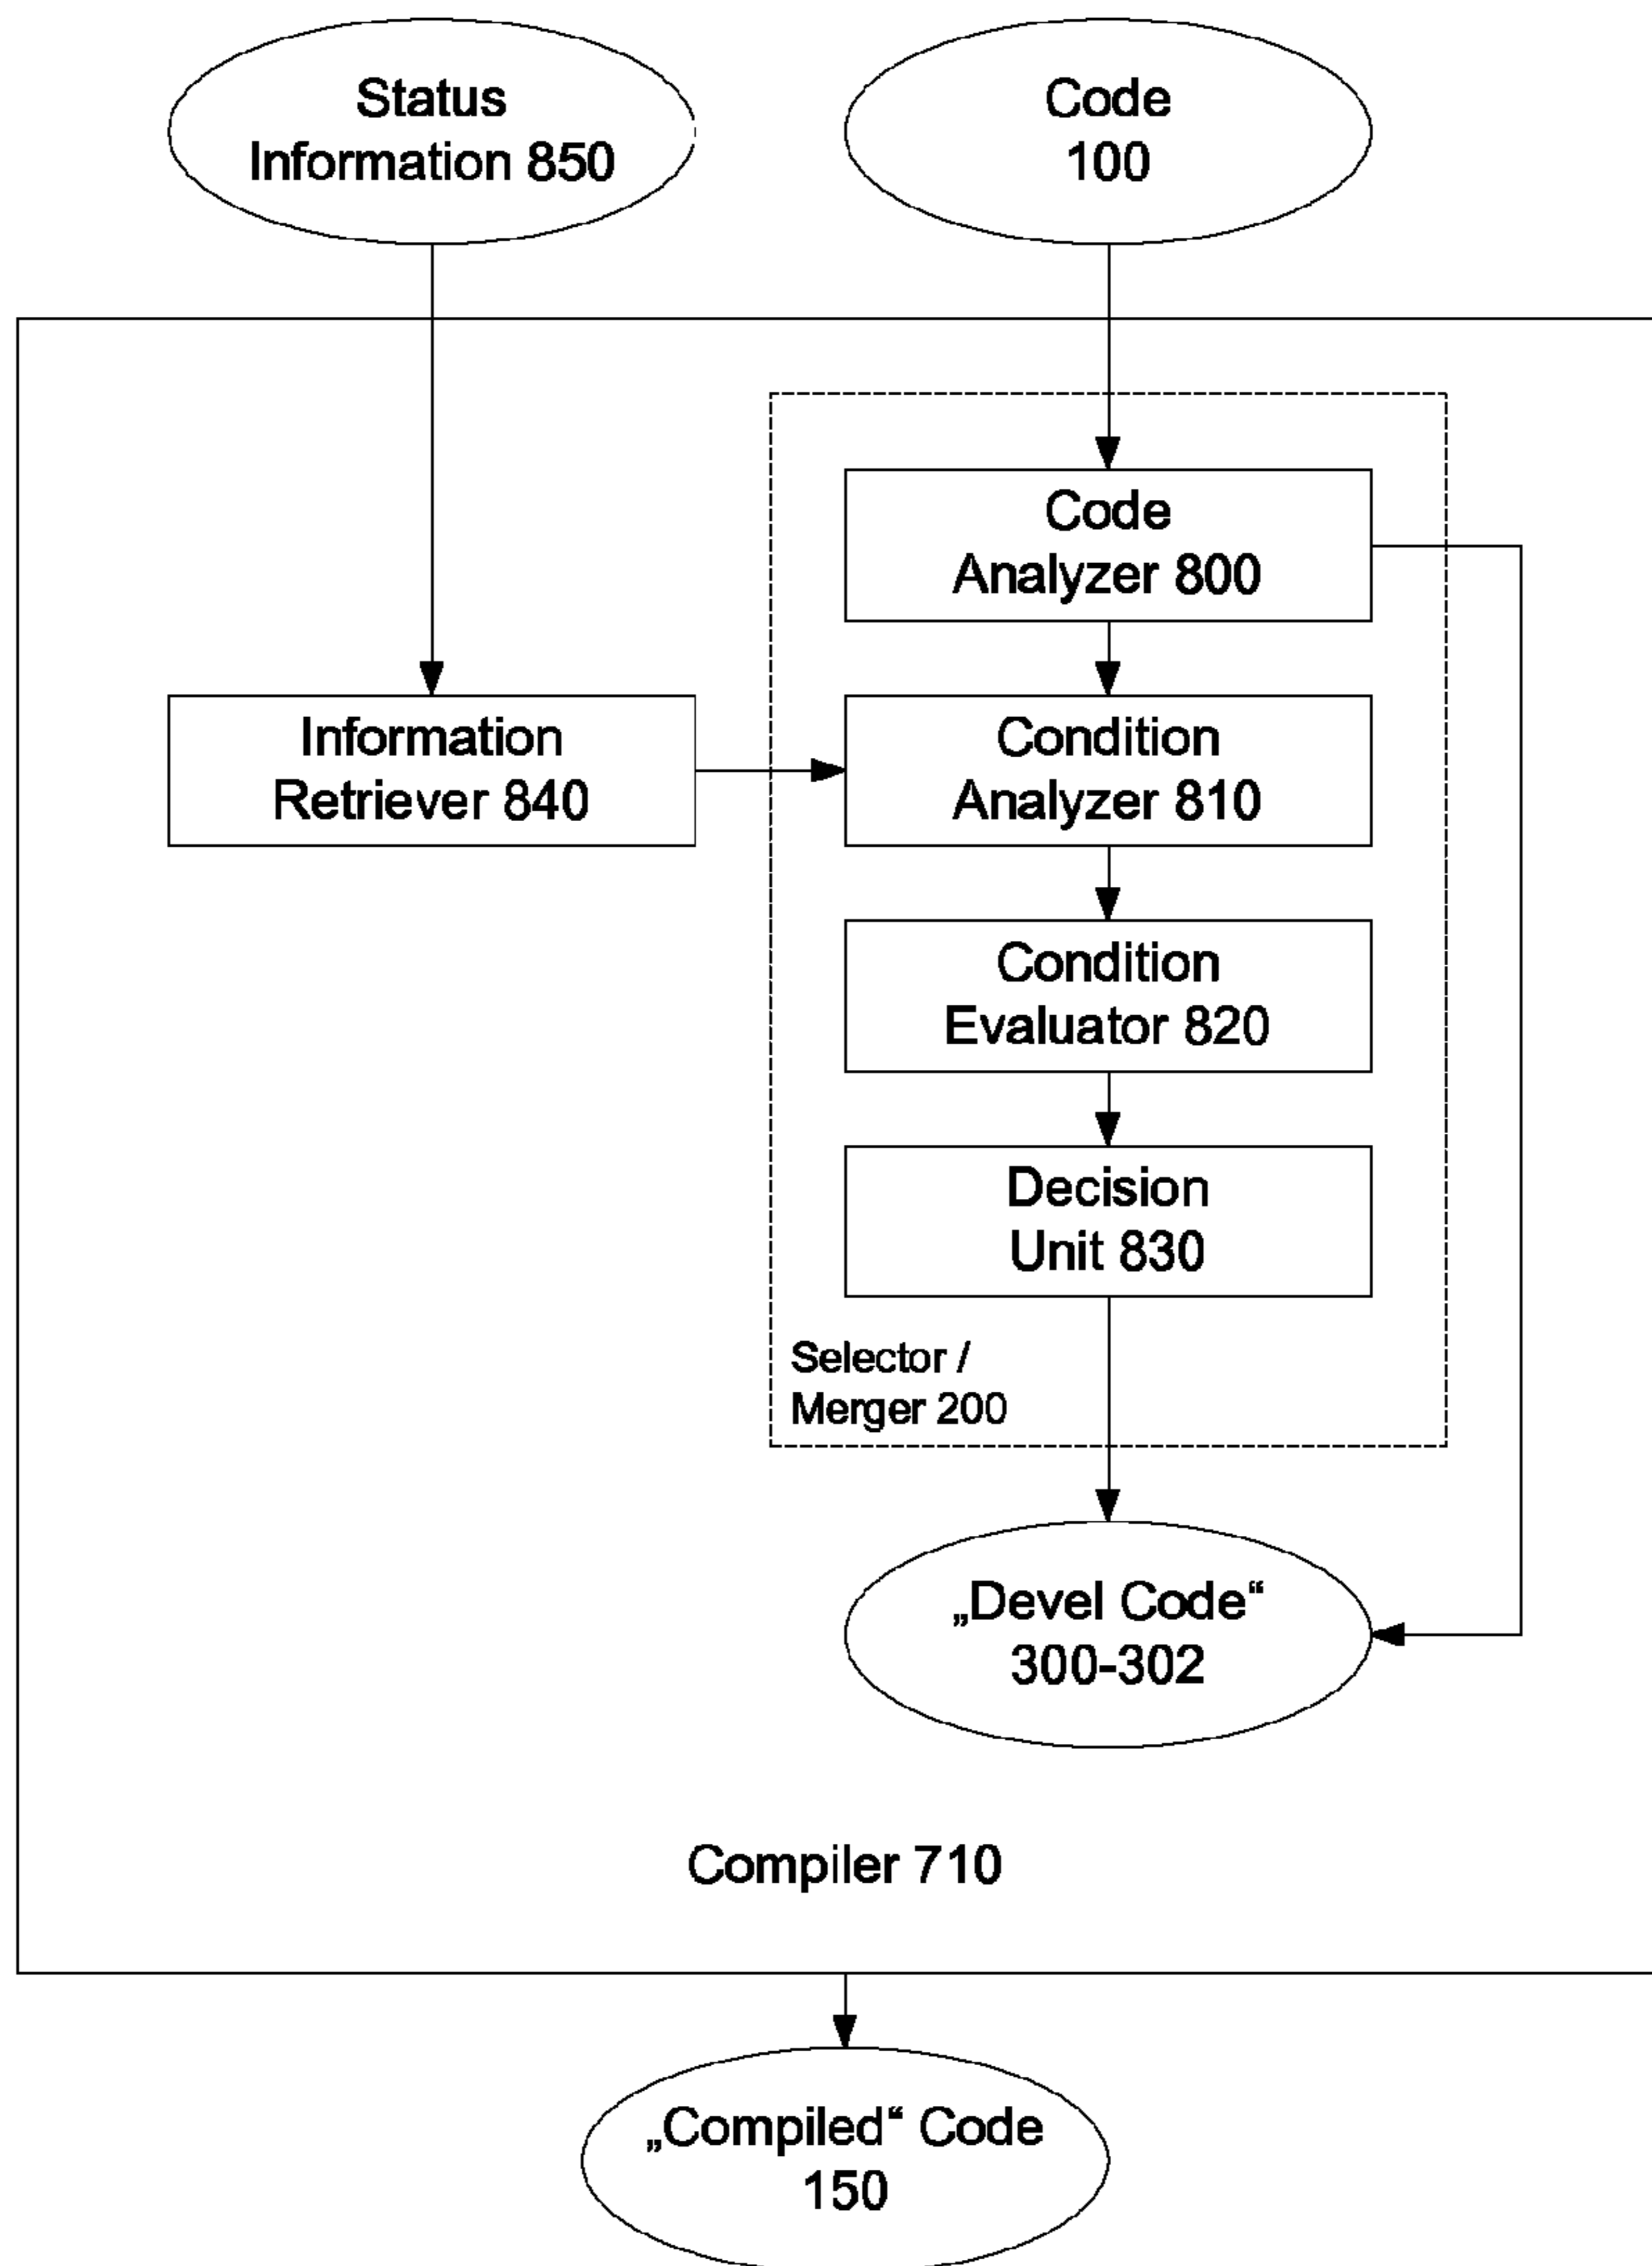 Status
Information 850
Code
100
Code
Analyzer 800
Information
Retriever 840
Condition
Analyzer 810
Condition
Evaluator 820
Decision
Unit 830
Selector /
Merger 200
„Devel Code“
300-302
Compiler 710
„Compiled“ Code
150